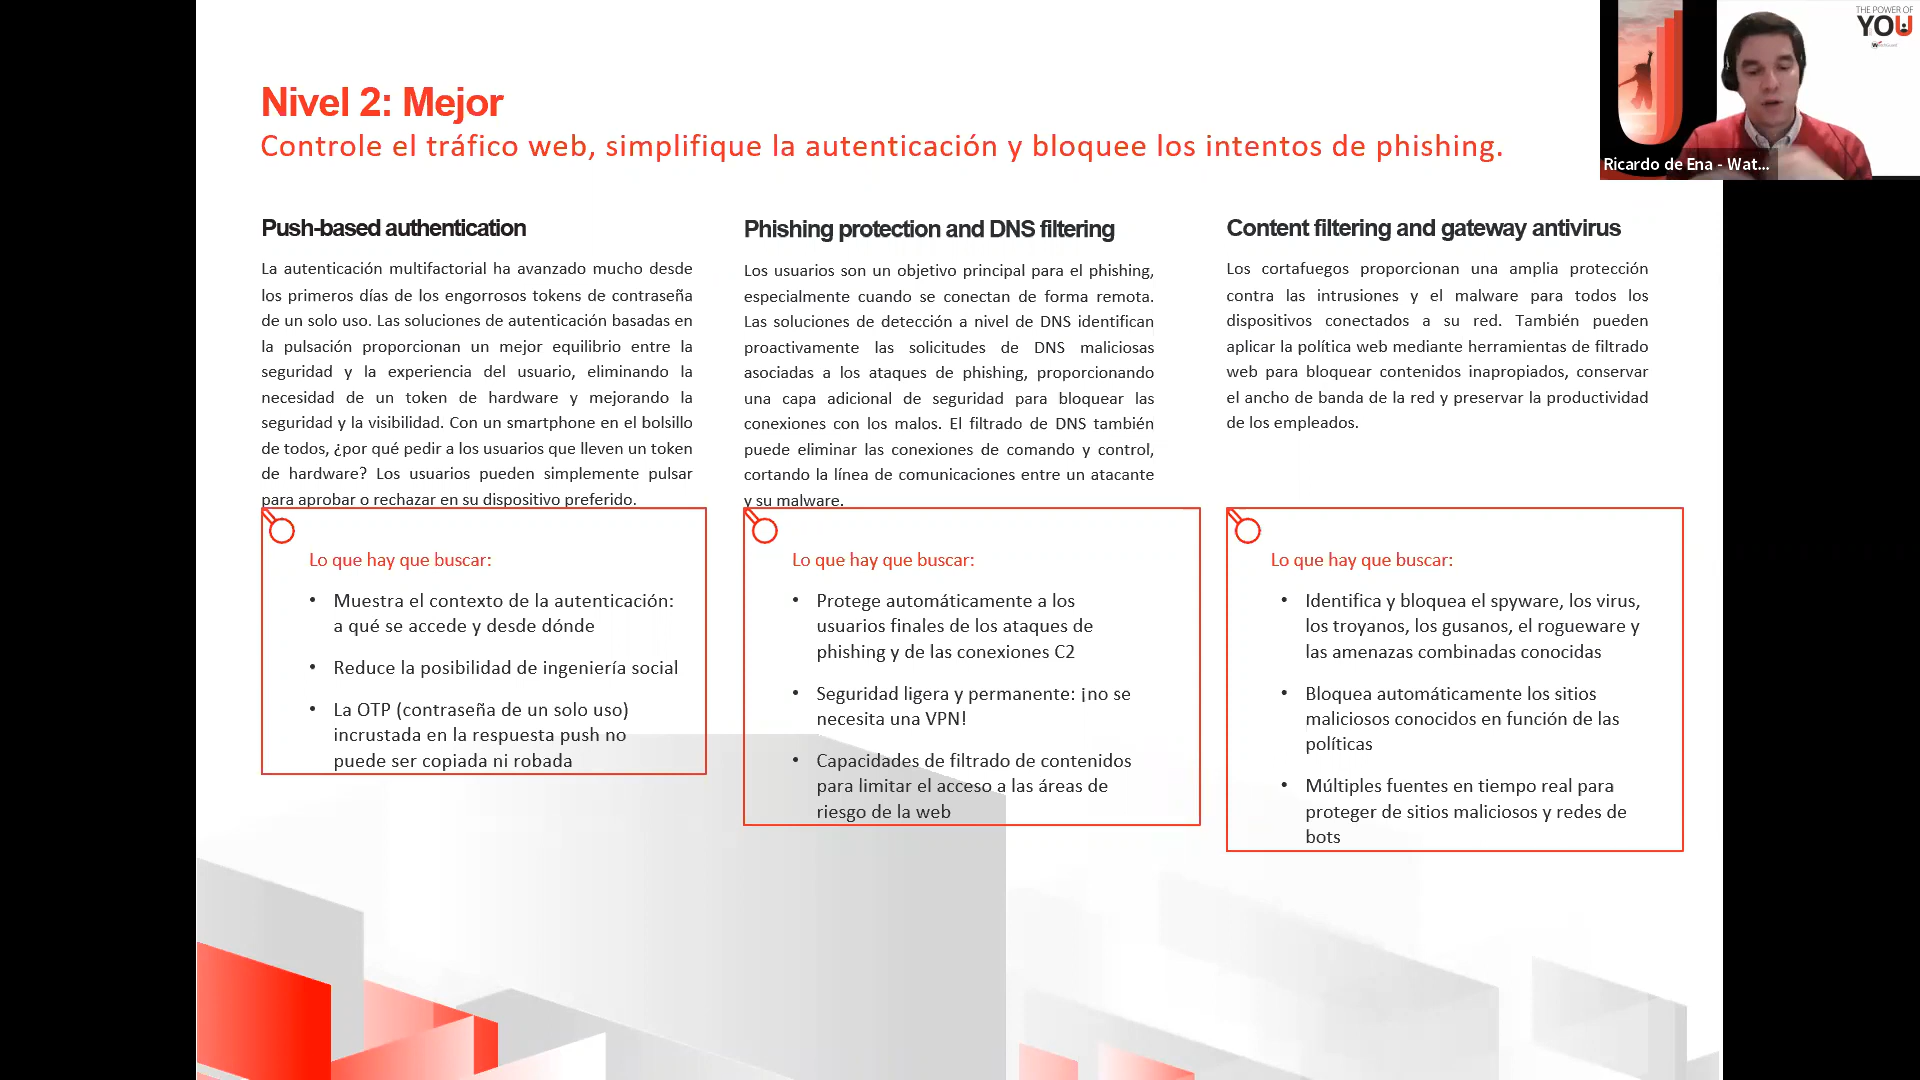 Nivel 2: Mejor
Controle el tráfico web, simplifique la autenticación y bloquee los intentos de phishing.
THE POWER OF
YOU
Ricardo de Ena - Wat...
Push-based authentication
La autenticación multifactorial ha avanzado mucho desde
los primeros días de los engorrosos tokens de contraseña
de un solo uso. Las soluciones de autenticación basadas en
la pulsación proporcionan un mejor equilibrio entre la
seguridad y la experiencia del usuario, eliminando la
necesidad de un token de hardware y mejorando la
seguridad y la visibilidad. Con un smartphone en el bolsillo
de todos, ¿por qué pedir a los usuarios que lleven un token
de hardware? Los usuarios pueden simplemente pulsar
para aprobar o rechazar en su dispositivo preferido.
Lo que hay que buscar:
• Muestra el contexto de la autenticación:
a qué se accede y desde dónde
• Reduce la posibilidad de ingeniería social
• La OTP (contraseña de un solo uso)
incrustada en la respuesta push no
puede ser copiada ni robada
Phishing protection and DNS filtering
Los usuarios son un objetivo principal para el phishing,
especialmente cuando se conectan de forma remota.
Las soluciones de detección a nivel de DNS identifican
proactivamente las solicitudes de DNS maliciosas
asociadas a los ataques de phishing, proporcionando
una capa adicional de seguridad para bloquear las
conexiones con los malos. El filtrado de DNS también
puede eliminar las conexiones de comando y control,
cortando la línea de comunicaciones entre un atacante
y su malware.
Lo que hay que buscar:
• Protege automáticamente a los
usuarios finales de los ataques de
phishing y de las conexiones C2
• Seguridad ligera y permanente: ¡no se
necesita una VPN!
• Capacidades de filtrado de contenidos
para limitar el acceso a las áreas de
riesgo de la web
Content filtering and gateway antivirus
Los cortafuegos proporcionan una amplia protección
contra las intrusiones y el malware para todos los
dispositivos conectados a su red. También pueden
aplicar la política web mediante herramientas de filtrado
web para bloquear contenidos inapropiados, conservar
el ancho de banda de la red y preservar la productividad
de los empleados.
Lo que hay que buscar:
• Identifica y bloquea el spyware, los virus,
los troyanos, los gusanos, el rogueware y
las amenazas combinadas conocidas
• Bloquea automáticamente los sitios
maliciosos conocidos en función de las
políticas
• Múltiples fuentes en tiempo real para
proteger de sitios maliciosos y redes de
bots